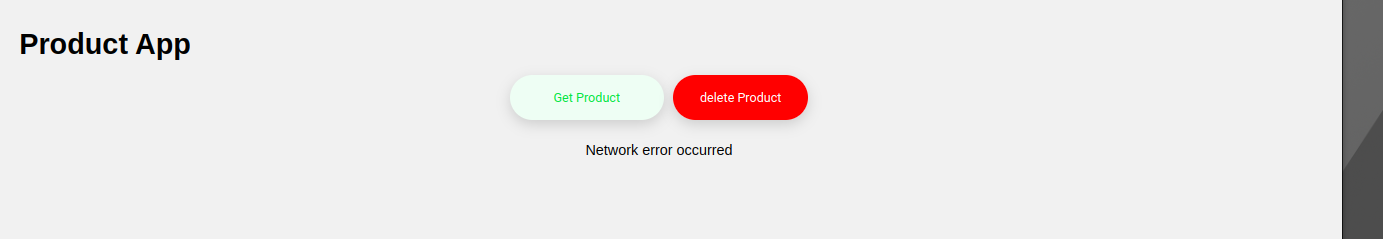 Product App
Get Product
delete Product
Network error occurred